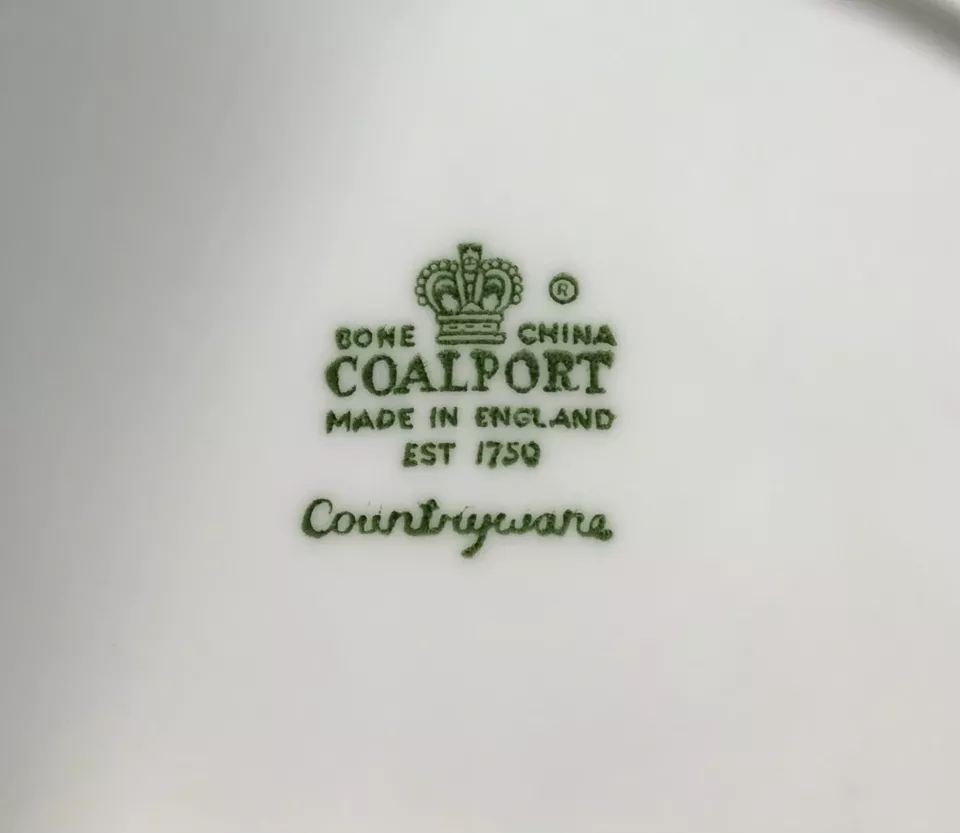 ®
BONE CHINA
COALPORT
MADE IN ENGLAND
EST 1750
Countryware